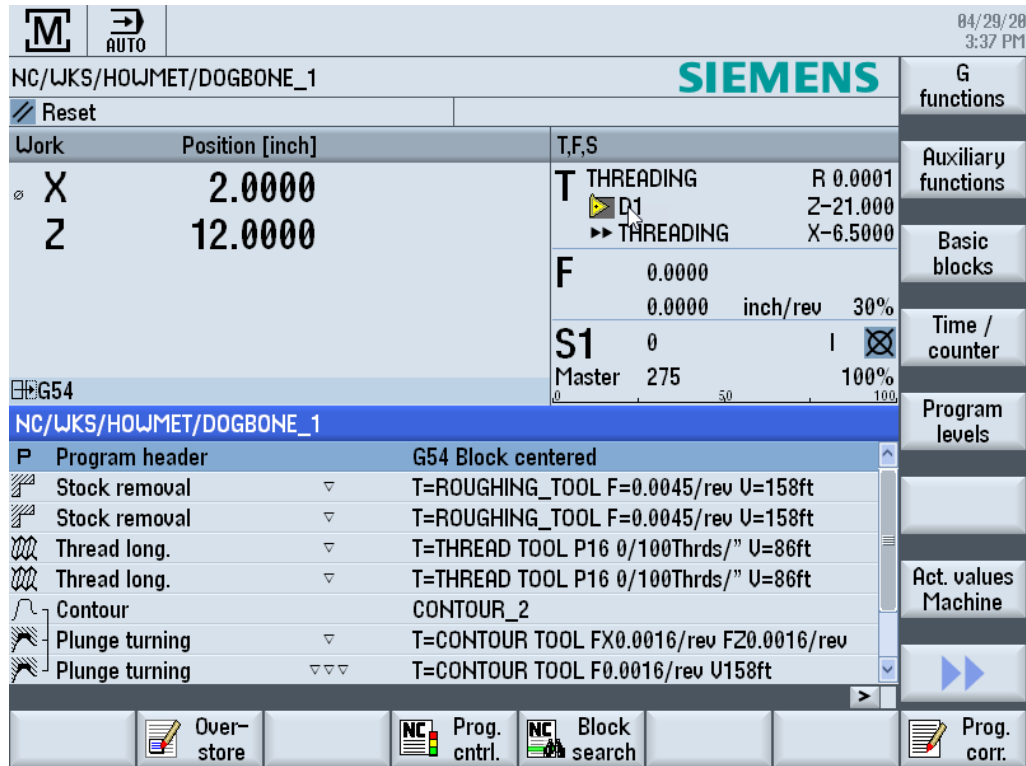 M
AUTO
04/29/20
3:37 PM
NC/WKS/HOWMET/DOGBONE_1
SIEMENS
Reset
Work Position [inch]
X 2.0000
Z 12.0000
G54
T,F,S
T THREADING R 0.0001
D1 Z-21.000
THREADING X-6.5000
F 0.0000
0.0000 inch/rev 30%
S1 0 I
Master 275 100%
0 50 100
NC/WKS/HOWMET/DOGBONE_1
P Program header G54 Block centered
Stock removal ▽ T=ROUGHING_TOOL F=0.0045/rev V=158ft
Stock removal ▽ T=ROUGHING_TOOL F=0.0045/rev V=158ft
Thread long. ▽ T=THREAD TOOL P16 0/100Thrds/” V=86ft
Thread long. ▽ T=THREAD TOOL P16 0/100Thrds/” V=86ft
Contour CONTOUR_2
Plunge turning ▽ T=CONTOUR TOOL FX0.0016/rev FZ0.0016/rev
Plunge turning ▽▽▽ T=CONTOUR TOOL F0.0016/rev V158ft
G
functions
Auxiliary
functions
Basic
blocks
Time /
counter
Program
levels
Act. values
Machine
>
Over-
store
NC Prog.
cntrl.
NC Block
search
Prog.
corr.